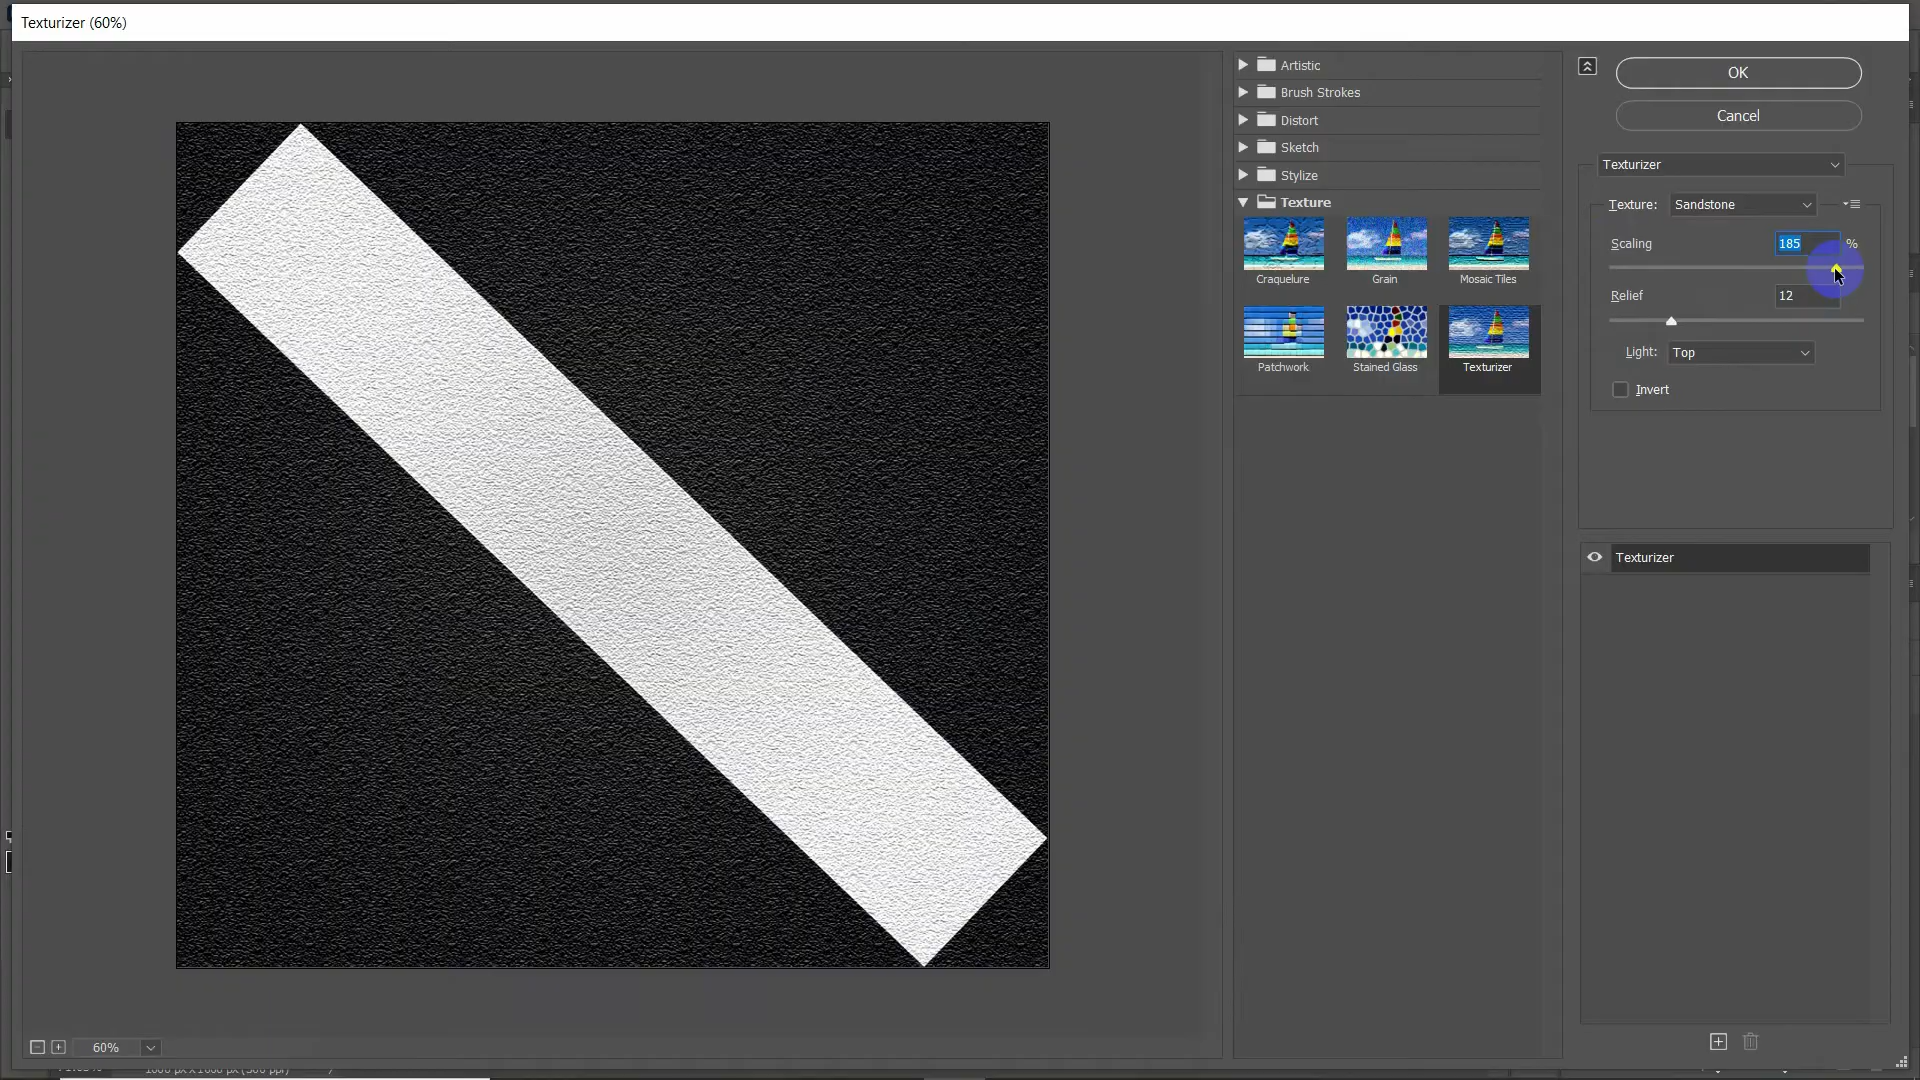 Texturizer (60%)
Artistic
Brush Strokes
Distort
Sketch
Stylize
Texture
Craquelure
Grain
Mosaic Tiles
Patchwork
Stained Glass
Texturizer
OK
Cancel
Texturizer
Texture: Sandstone
Scaling 185 %
Relief 12
Light: Top
Invert
Texturizer
60%